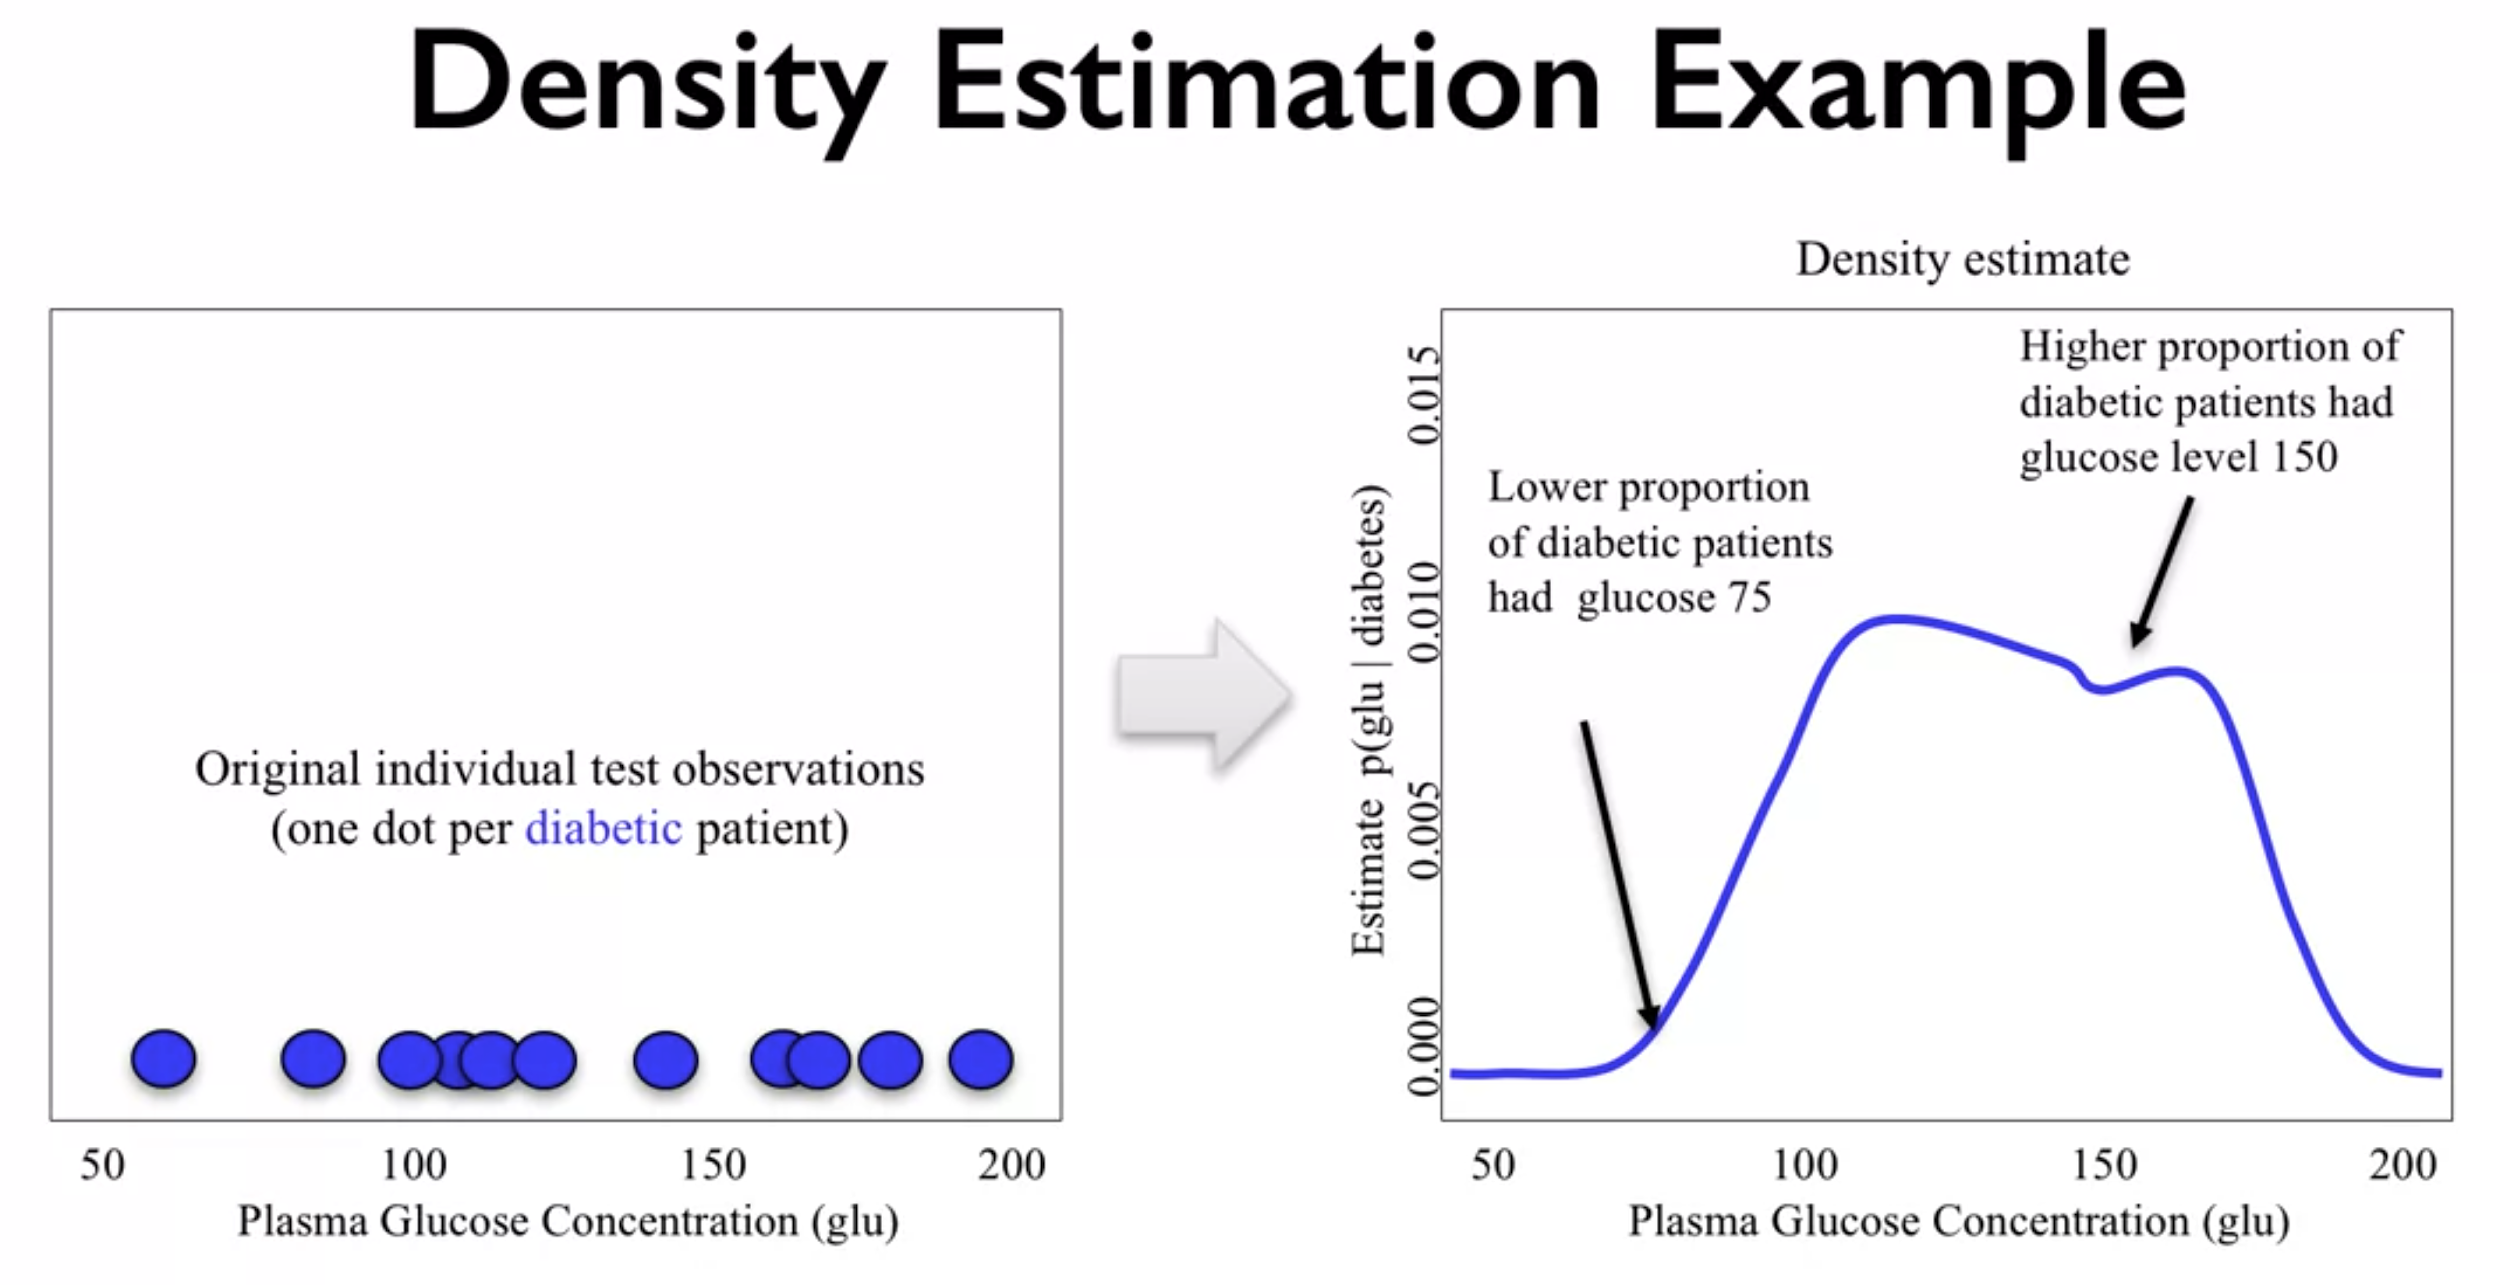 Density Estimation Example
Original individual test observations
(one dot per diabetic patient)
50 100 150 200
Plasma Glucose Concentration (glu)
Density estimate
Higher proportion of
diabetic patients had
glucose level 150
Lower proportion
of diabetic patients
had glucose 75
Estimate p(glu | diabetes)
0.015
0.010
0.005
0.000
50 100 150 200
Plasma Glucose Concentration (glu)